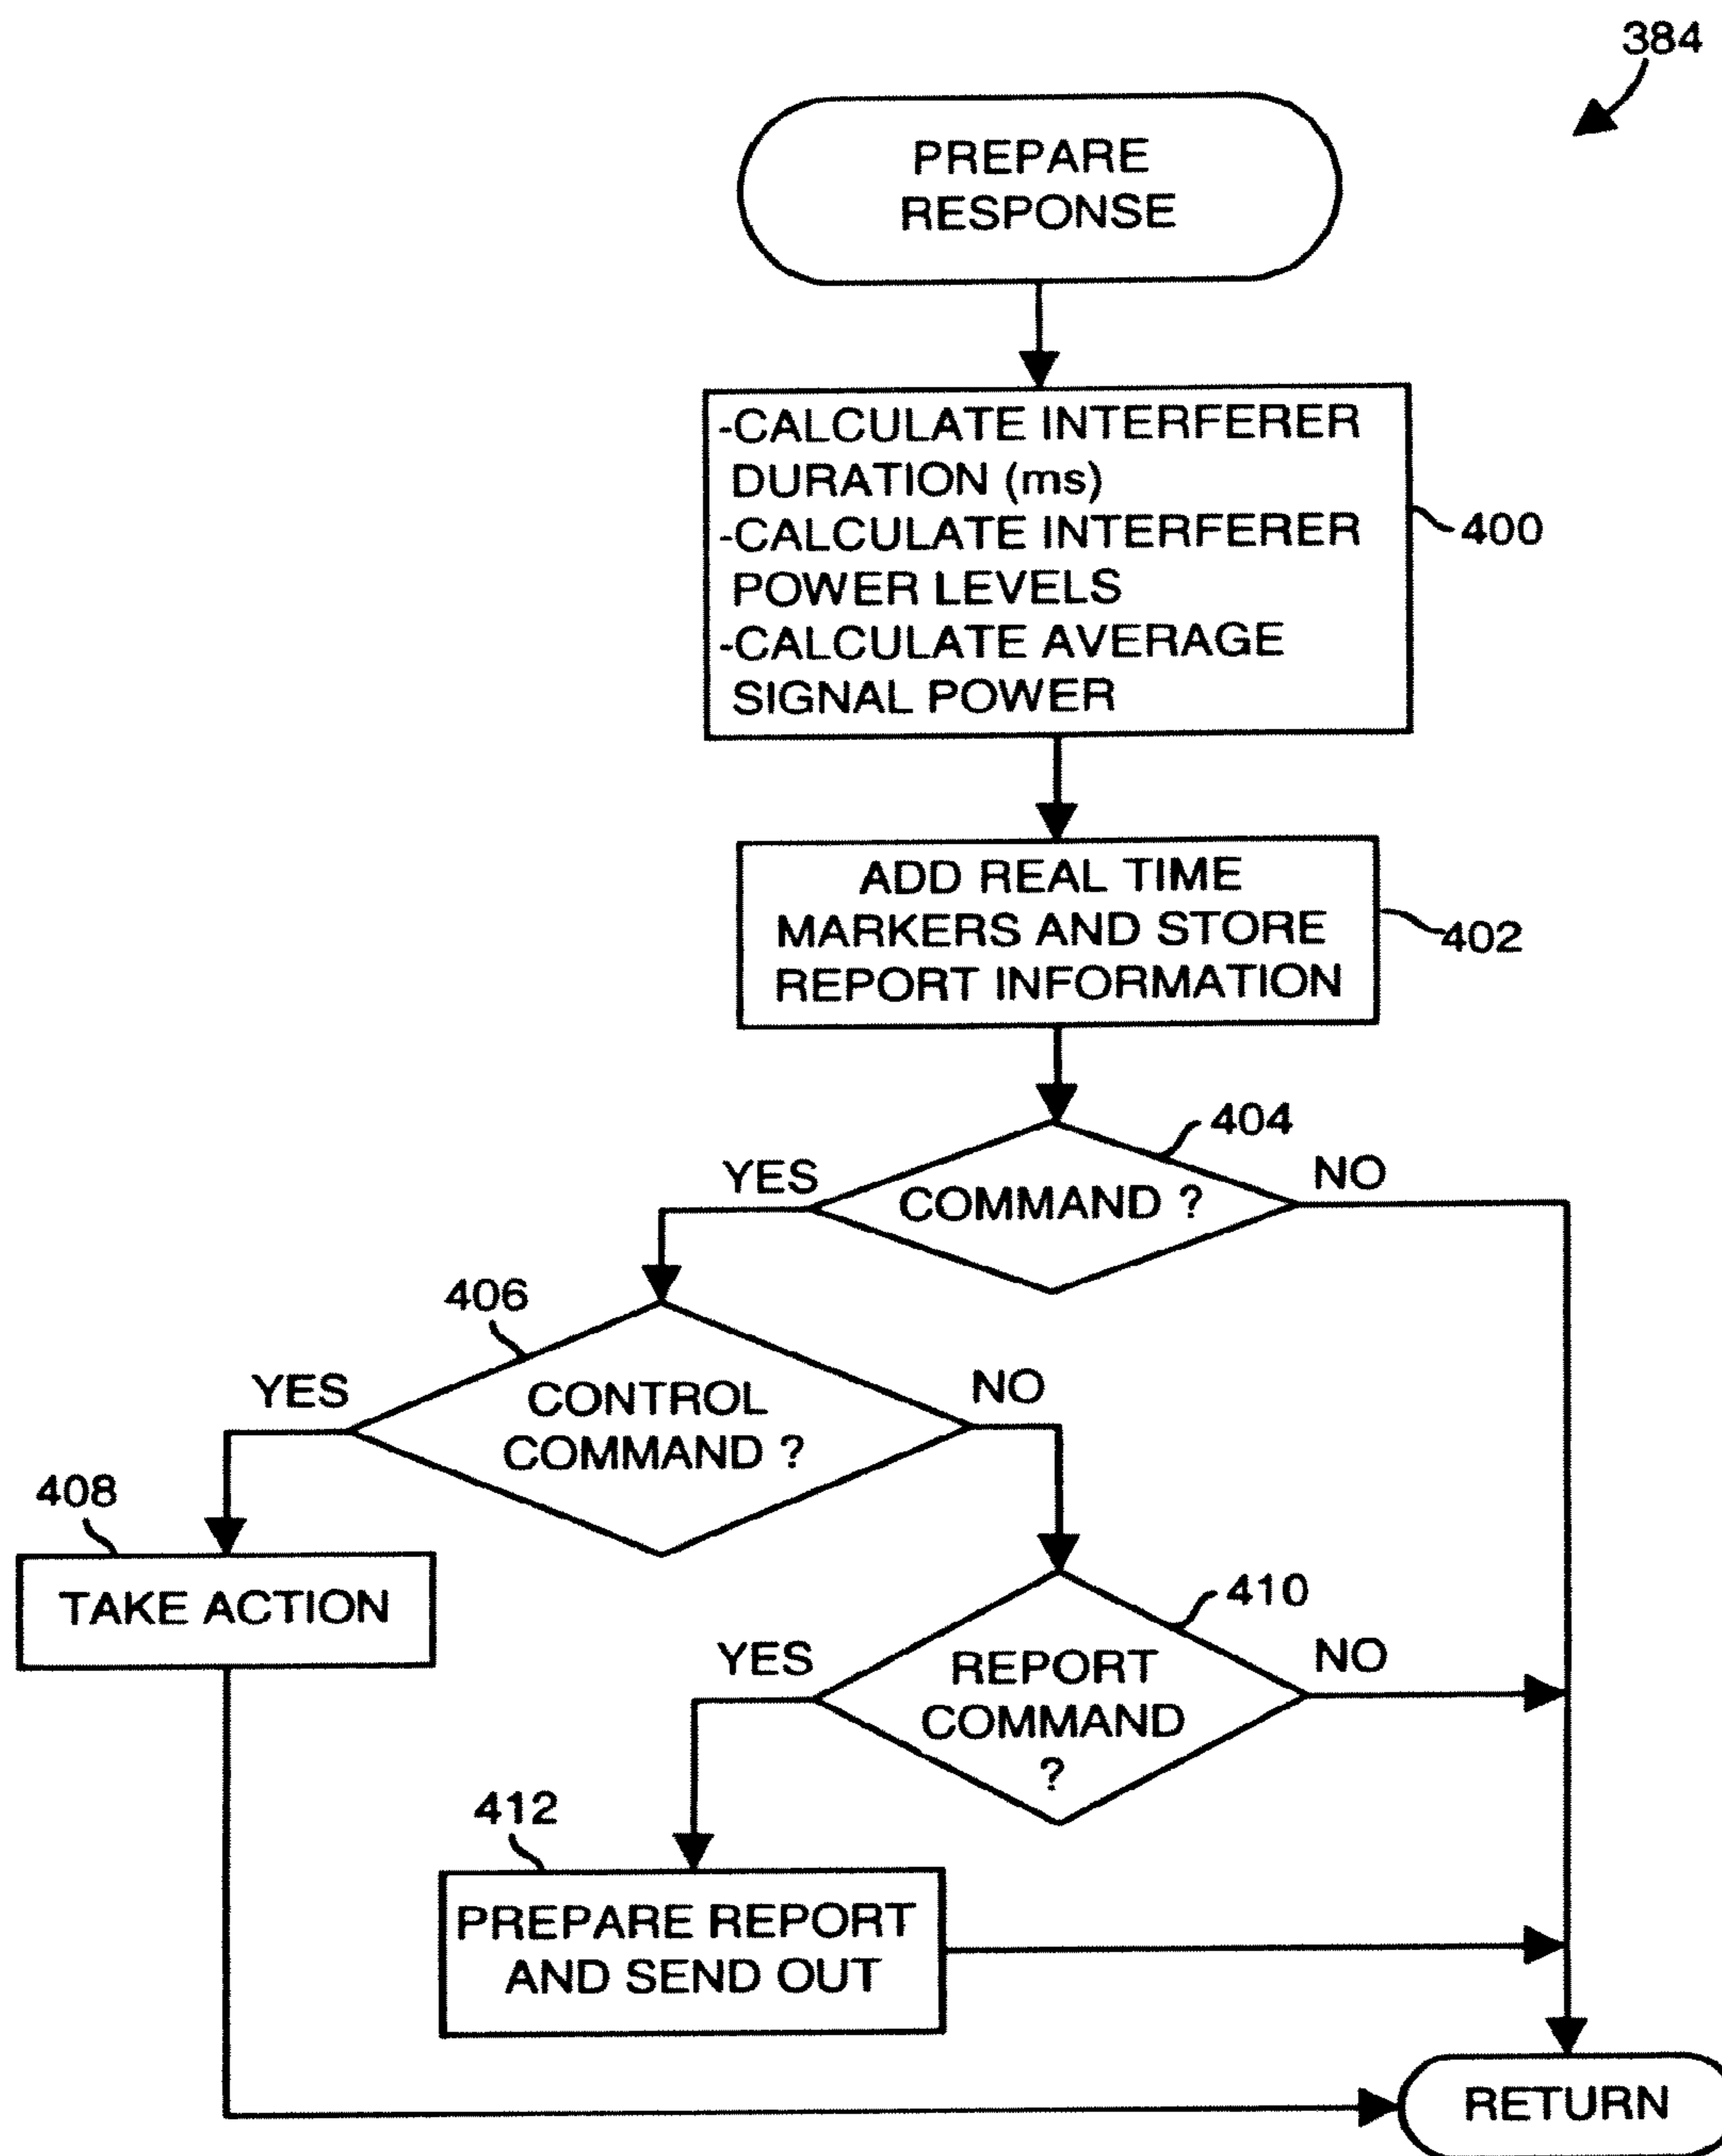 384
PREPARE
RESPONSE
-CALCULATE INTERFERER
DURATION (ms)
-CALCULATE INTERFERER
POWER LEVELS
-CALCULATE AVERAGE
SIGNAL POWER
400
ADD REAL TIME
MARKERS AND STORE
REPORT INFORMATION
402
404
YES
COMMAND ?
NO
406
YES
CONTROL
COMMAND ?
NO
408
TAKE ACTION
410
YES
REPORT
COMMAND
?
NO
412
PREPARE REPORT
AND SEND OUT
RETURN